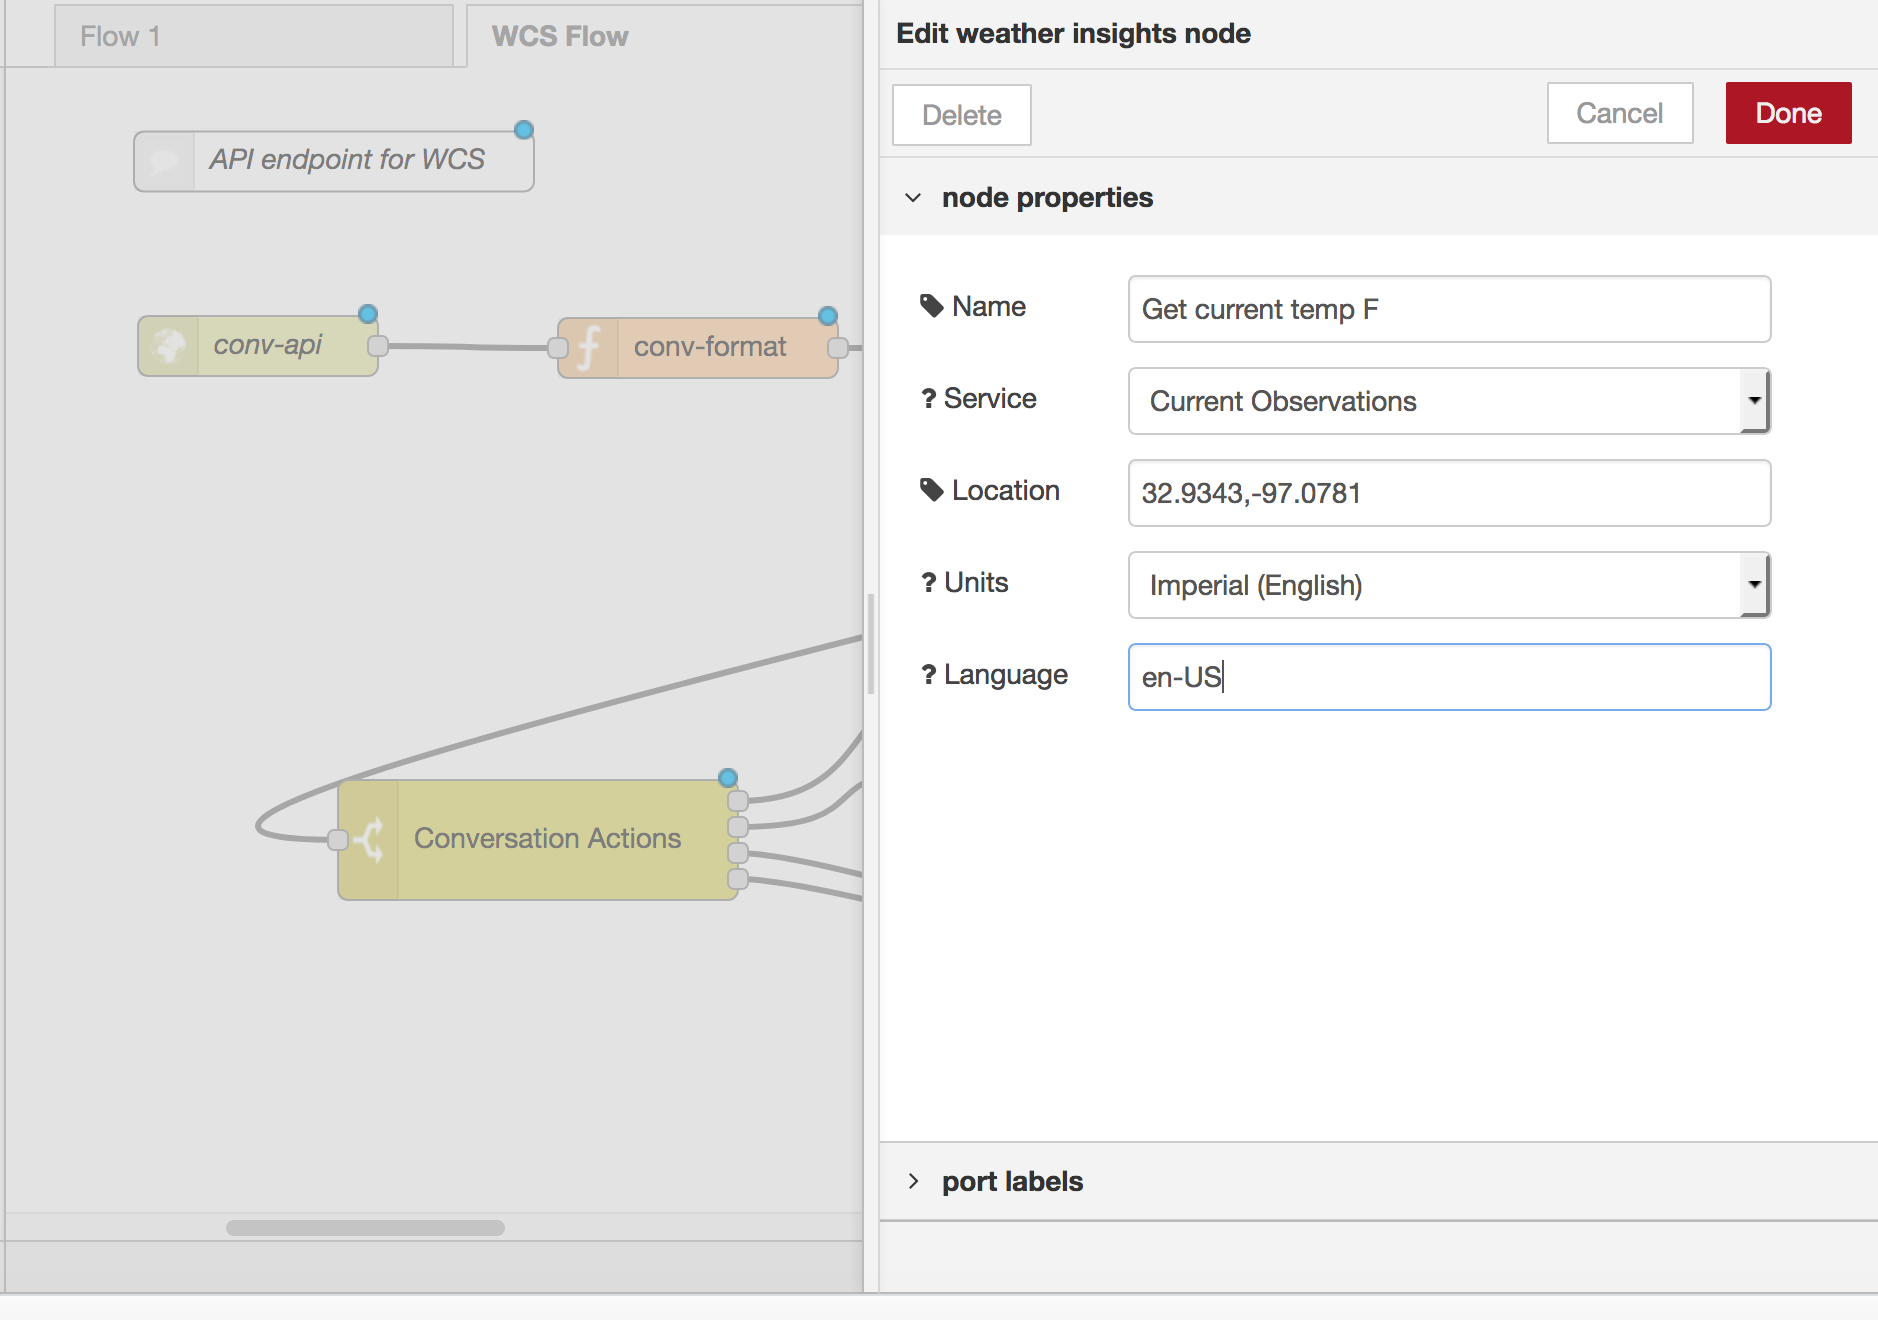 Flow 1
WCS Flow
API endpoint for WCS
conv-api
conv-format
Conversation Actions
Edit weather insights node
Delete
Cancel
Done
node properties
Name
Get current temp F
? Service
Current Observations
Location
32.9343,-97.0781
? Units
Imperial (English)
? Language
en-US
port labels